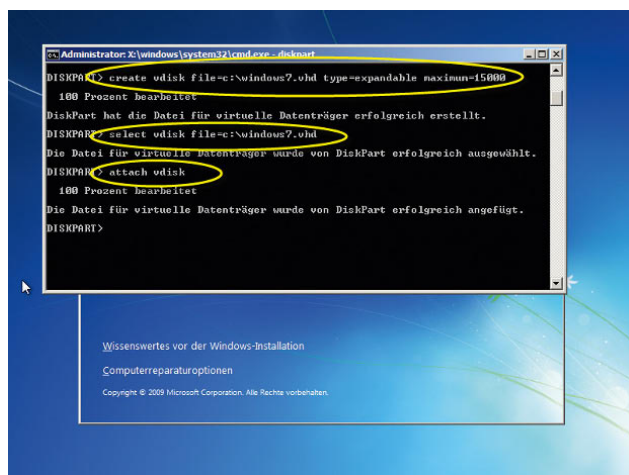 Administrator: X:\windows\system32\cmd.exe - diskpart
DISKPART> create vdisk file=c:\windows7.vhd type=expandable maximum=15000
100 Prozent bearbeitet
DiskPart hat die Datei für virtuelle Datenträger erfolgreich erstellt.
DISKPART> select vdisk file=c:\windows7.vhd
Die Datei für virtuelle Datenträger wurde von DiskPart erfolgreich ausgewählt.
DISKPART> attach vdisk
100 Prozent bearbeitet
Die Datei für virtuelle Datenträger wurde von DiskPart erfolgreich angefügt.
DISKPART>
Wissenswertes vor der Windows-Installation
Computerreparaturoptionen
Copyright © 2009 Microsoft Corporation. Alle Rechte vorbehalten.